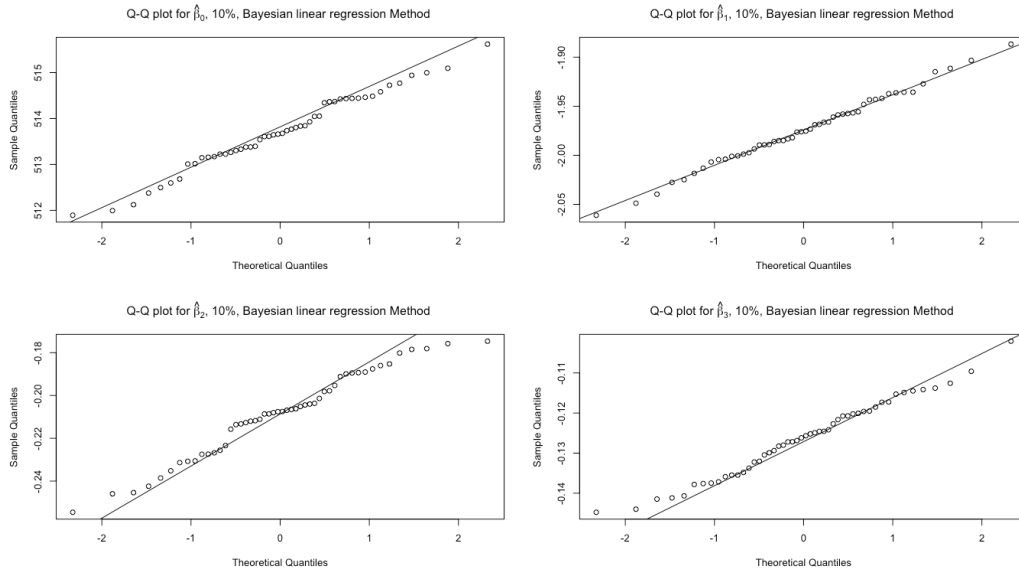 Q-Q plot for β̂₀, 10%, Bayesian linear regression Method
Sample Quantiles
515
514
513
512
-2 -1 0 1 2
Theoretical Quantiles
Q-Q plot for β̂₁, 10%, Bayesian linear regression Method
Sample Quantiles
-1.90
-1.95
-2.00
-2.05
-2 -1 0 1 2
Theoretical Quantiles
Q-Q plot for β̂₂, 10%, Bayesian linear regression Method
Sample Quantiles
-0.18
-0.20
-0.22
-0.24
-2 -1 0 1 2
Theoretical Quantiles
Q-Q plot for β̂₃, 10%, Bayesian linear regression Method
Sample Quantiles
-0.11
-0.12
-0.13
-0.14
-2 -1 0 1 2
Theoretical Quantiles